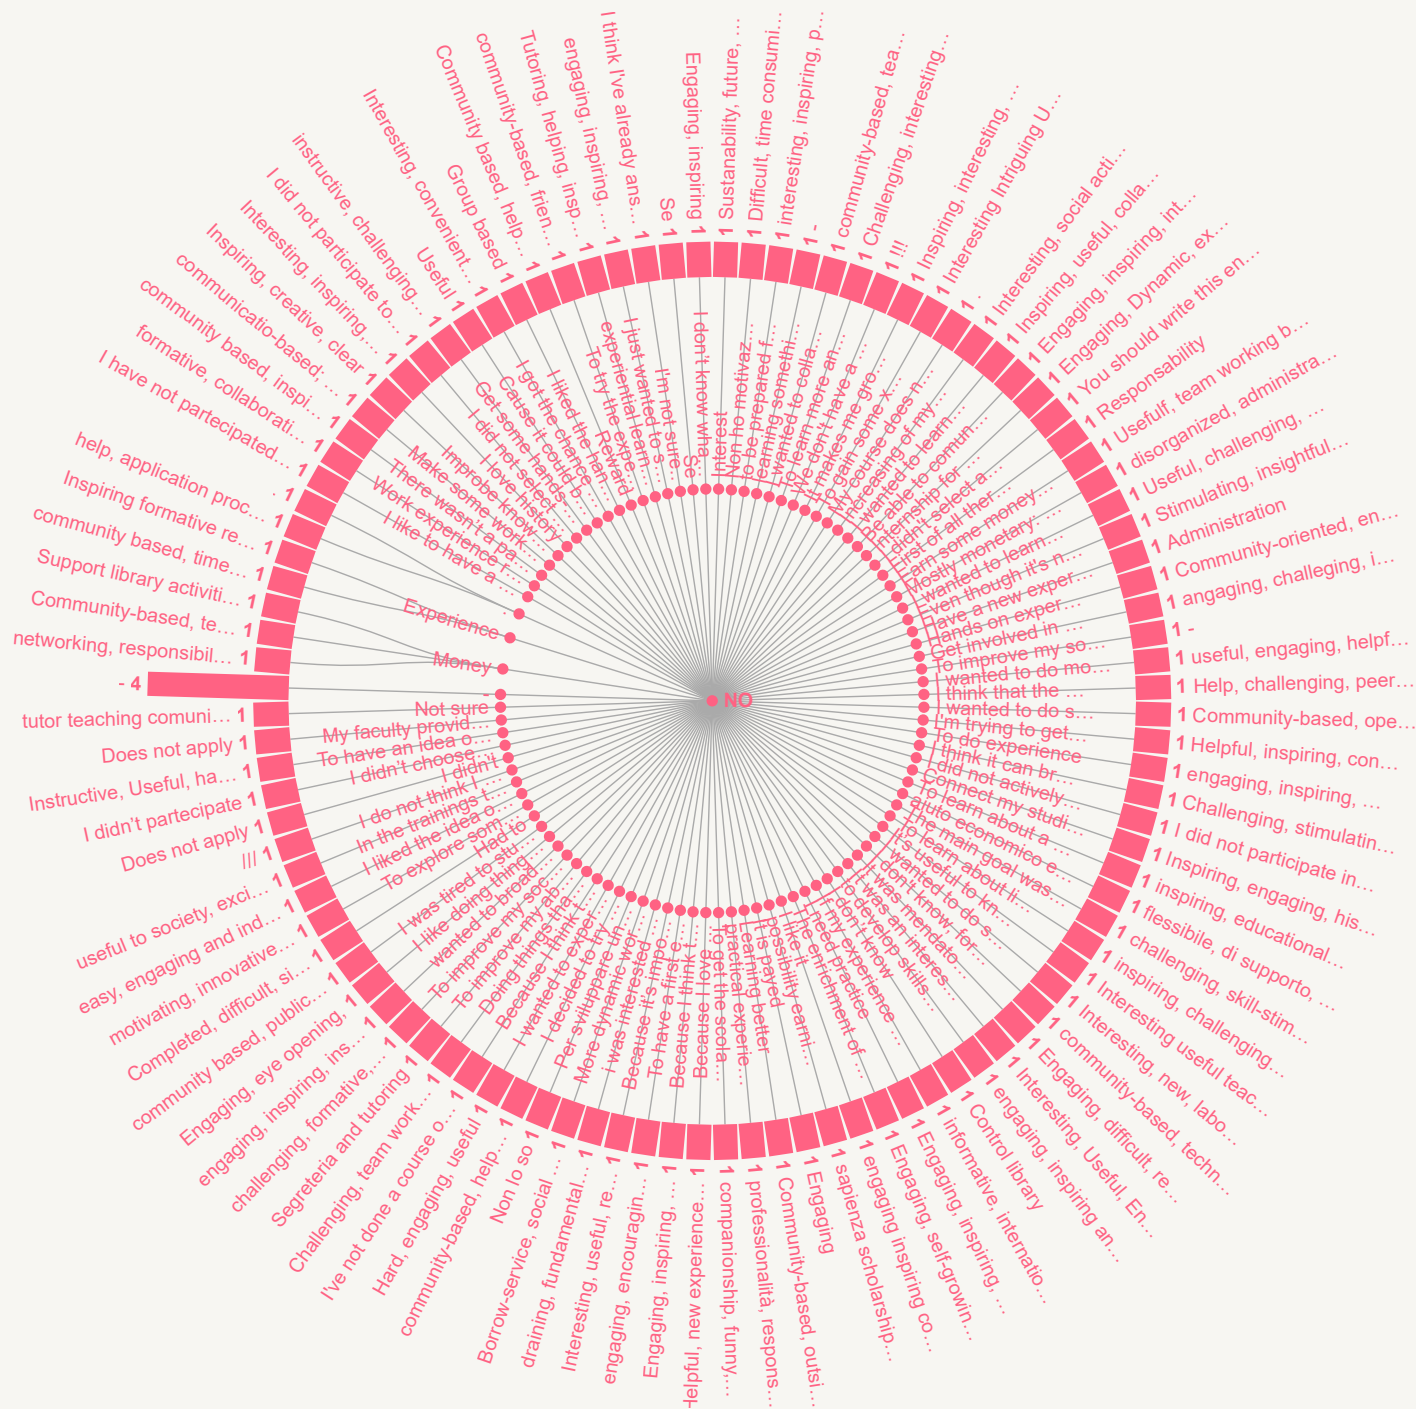 NO
Engaging, inspiring 1
1 Sustanability, future, …
1 Difficult, time consumi…
1 interesting, inspiring, p…
1 -
1 community-based, tea…
1 Challenging, interesting…
1 !!!
1 Inspiring, interesting, …
1 Interesting Intriguing U…
1 .
1 Interesting, social acti…
1 Inspiring, useful, colla…
1 Engaging, inspiring, int…
1 Engaging, Dynamic, ex…
1 You should write this en…
1 Responsability
1 Usefulf, team working b…
1 disorganized, administra…
1 Useful, challenging, …
1 Stimulating, insightful…
1 Administration
1 Community-oriented, en…
1 angaging, challeging, i…
1 -
1 useful, engaging, helpf…
1 Help, challenging, peer…
1 Community-based, ope…
1 Helpful, inspiring, con…
1 engaging, inspiring, …
1 Challenging, stimulatin…
1 I did not participate in…
1 Inspiring, engaging, his…
1 inspiring, educational…
1 flessibile, di supporto, …
1 challenging, skill-stim…
1 inspiring, challenging…
1 Interesting useful teac…
1 Interesting, new, labo…
1 community-based, techn…
1 Engaging, difficult, re…
1 Interesting, Useful, En…
1 engaging, inspiring an…
1 Control library
1 informative, internatio…
1 Engaging, inspiring, …
1 Engaging, self-growin…
1 engaging inspiring co…
1 sapienza scholarship…
1 Engaging
1 Community-based, outsi…
1 professionalità, respons…
1 companionship, funny,…
Helpful, new experience… 1
Engaging, inspiring, … 1
engaging, encouragin… 1
Interesting, useful, re… 1
draining, fundamental… 1
Borrow-service, social … 1
Non lo so 1
community-based, help… 1
Hard, engaging, useful 1
I've not done a course o… 1
Challenging, team work… 1
Segreteria and tutoring 1
challenging, formative,… 1
engaging, inspiring, ins… 1
Engaging, eye opening, 1
community based, public… 1
Completed, difficult, si… 1
motivating, innovative… 1
easy, engaging and ind… 1
useful to society, exci… 1
/// 1
Does not apply 1
I didn't partecipate 1
Instructive, Useful, ha… 1
Does not apply 1
tutor teaching comuni… 1
- 4
networking, responsibil… 1
Community-based, te… 1
Support library activiti… 1
community based, time… 1
Inspiring formative re… 1
help, application proc… 1
. 1
I have not partecipated… 1
formative, collaborati… 1
community based, inspi… 1
communicatio-based, … 1
Inspiring, creative, clear 1
Interesting, inspiring,… 1
I did not participate to… 1
instructive, challenging… 1
Useful 1
Interesting, convenient… 1
Group based 1
Community based, help… 1
community-based, frien… 1
Tutoring, helping, insp… 1
engaging, inspiring, … 1
I think I've already ans… 1
Se 1
I don't know wha…
Interest
Non ho motivaz…
To be prepared f…
Learning somethi…
I wanted to colla…
To learn more an…
We don't have a …
It makes me gro…
To gain some x…
My course does n…
Increasing of my…
I wanted to learn…
Be able to comun…
Internship for …
I didn't select a…
First of all ther…
Earn some money…
Mostly monetary. …
I wanted to learn…
Even though it's n…
Have a new exper…
Hands on exper…
Get involved in …
To improve my so…
I wanted to do mo…
I think that the …
I wanted to do s…
I'm trying to get…
To do experience
I think it can br…
I did not actively…
Connect my studi…
To learn about a …
aiuto economico e…
The main goal was…
To learn about li…
It's useful to kn…
I wanted to do s…
I don't know for…
It was mendato…
I was an interes…
To develop skills…
I don't know
If my experience…
I need practice
The enrichment of …
I like it
possibility earni…
It is payed
Learning better
practical experie…
To get the scola…
Because I love …
Because I think t…
To have a first e…
Because it's impo…
i was interested …
More dynamic wor…
Per sviluppare un…
I decided to try …
I wanted to exper…
Because I think t…
Doing things tha…
To improve my ab…
To improve my soc…
wanted to broad…
I like doing thing…
I was tired to stu…
Had to
To explore som…
I liked the idea o…
In the trainings t…
I do not think I…
I didn't
I didn't choose…
To have an idea o…
My faculty provid…
Not sure
-
Money
Experience
.
I like to have a …
Work experience r…
There wasn't a pa…
Make some work…
Improbe know…
I love history
I did not select…
Get some hands…
Cause it could b…
I got the chance…
I liked the han…
Reward
To try the expe…
experiential learn…
I just wanted to s…
I'm not sure
Se…